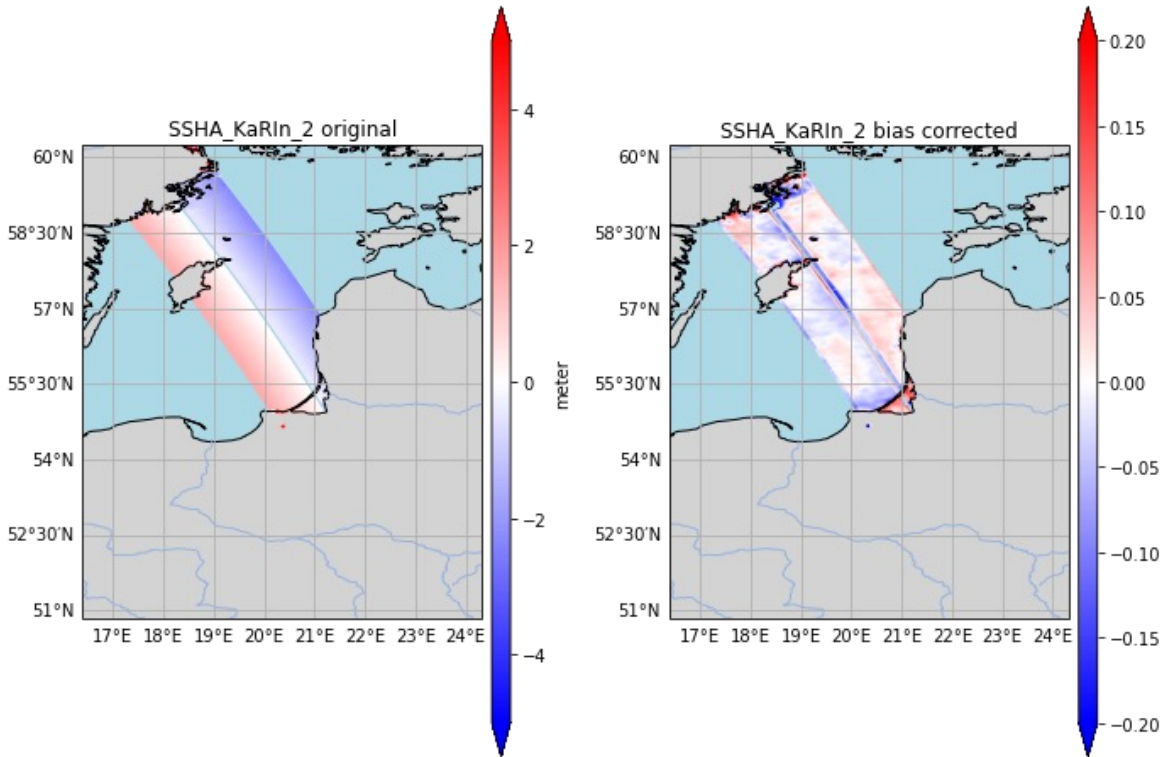 SSHA_KaRIn_2 original
60°N
58°30′N
57°N
55°30′N
54°N
52°30′N
51°N
17°E 18°E 19°E 20°E 21°E 22°E 23°E 24°E
4
2
0
−2
−4
meter
SSHA_KaRIn_2 bias corrected
60°N
58°30′N
57°N
55°30′N
54°N
52°30′N
51°N
17°E 18°E 19°E 20°E 21°E 22°E 23°E 24°E
0.20
0.15
0.10
0.05
0.00
−0.05
−0.10
−0.15
−0.20